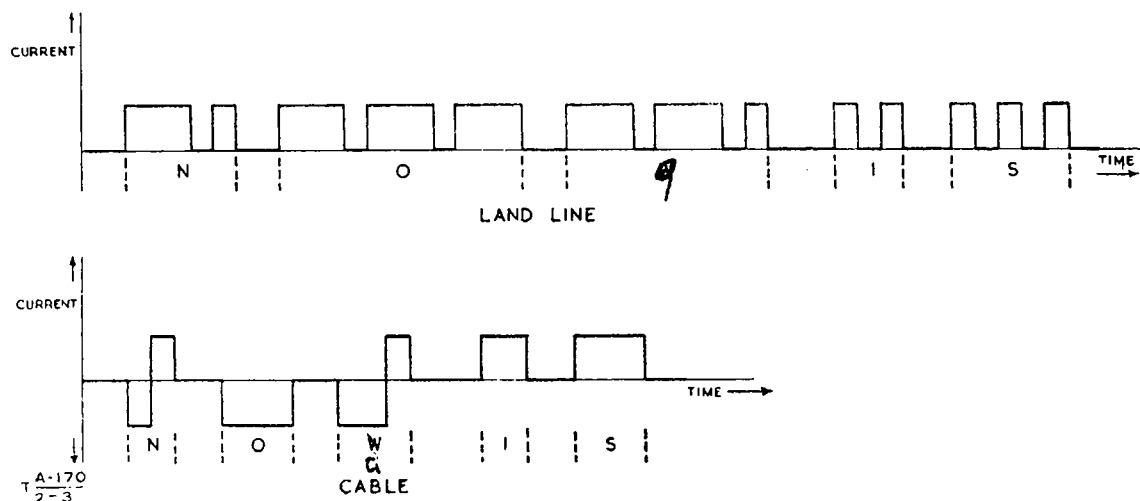 CURRENT
N O g I S TIME
LAND LINE
CURRENT
TIME
N O W I S
G
T A-170
2-3
CABLE